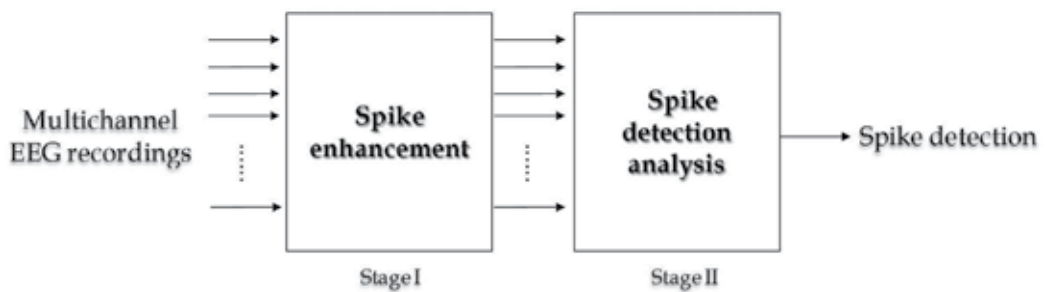 Multichannel
EEG recordings
Spike
enhancement
Spike
detection
analysis
Spike detection
Stage I
Stage II